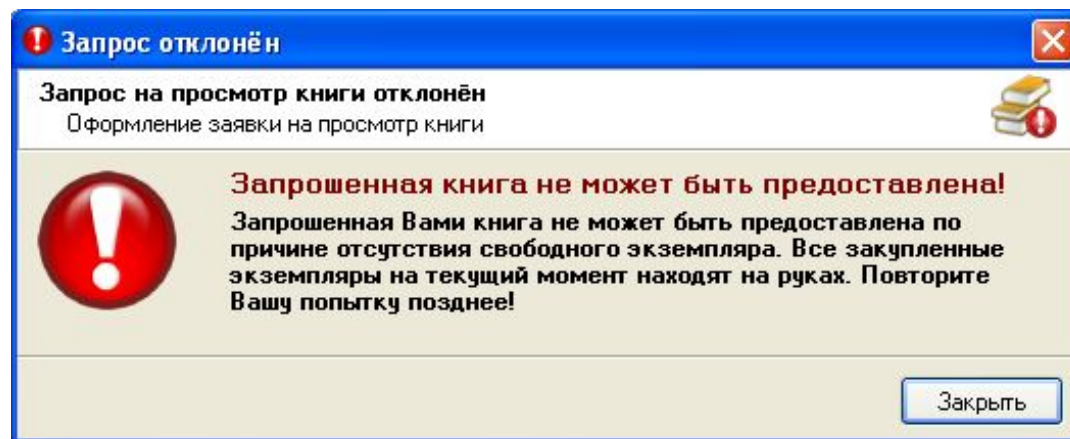 Запрос отклонён
Запрос на просмотр книги отклонён
Оформление заявки на просмотр книги
Запрошенная книга не может быть предоставлена!
Запрошенная Вами книга не может быть предоставлена по
причине отсутствия свободного экземпляра. Все закупленные
экземпляры на текущий момент находят на руках. Повторите
Вашу попытку позднее!
Закрыть